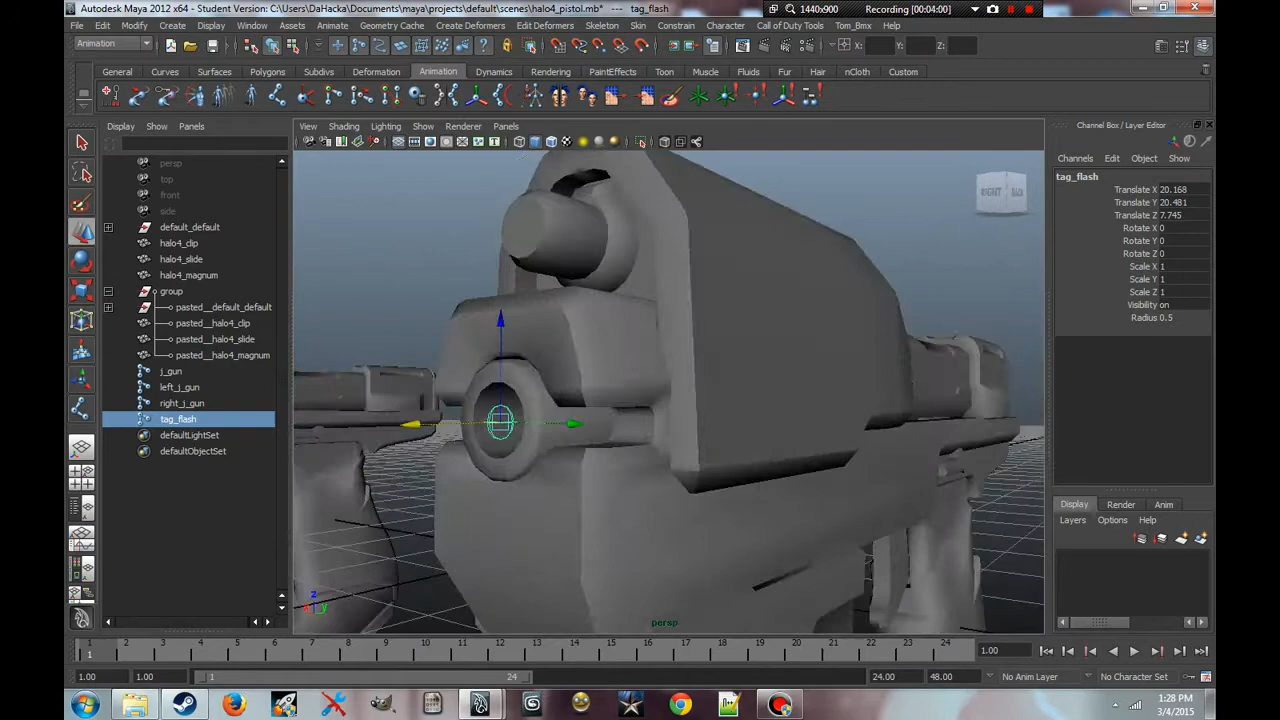 Autodesk Maya 2012 x64 - Student Version: C:\Users\DaHacka\Documents\maya\projects\default\scenes\halo4_pistol.mb* --- tag_flash
1440x900 Recording [00:04:00]
File Edit Modify Create Display Window Assets Animate Geometry Cache Create Deformers Edit Deformers Skeleton Skin Constrain Character Call of Duty Tools Tom_Bmx Help
Animation X: Y: Z:
General Curves Surfaces Polygons Subdivs Deformation Animation Dynamics Rendering PaintEffects Toon Muscle Fluids Fur Hair nCloth Custom
Display Show Panels
View Shading Lighting Show Renderer Panels
Channel Box / Layer Editor
Channels Edit Object Show
persp
top
front
side
default_default
halo4_clip
halo4_slide
halo4_magnum
group
pasted__default_default
pasted__halo4_clip
pasted__halo4_slide
pasted__halo4_magnum
j_gun
left_j_gun
right_j_gun
tag_flash
defaultLightSet
defaultObjectSet
RIGHT BACK
tag_flash
Translate X 20.168
Translate Y 20.481
Translate Z 7.745
Rotate X 0
Rotate Y 0
Rotate Z 0
Scale X 1
Scale Y 1
Scale Z 1
Visibility on
Radius 0.5
Display Render Anim
Layers Options Help
z
x y
persp
1 2 3 4 5 6 7 8 9 10 11 12 13 14 15 16 17 18 19 20 21 22 23 24
1
1.00
1.00 1.00 1 24 24.00 48.00 No Anim Layer No Character Set
1:28 PM
3/4/2015